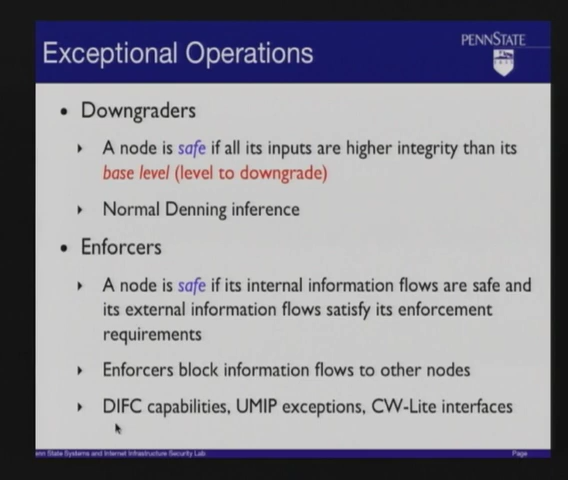 Exceptional Operations
PENNSTATE
• Downgraders
‣ A node is safe if all its inputs are higher integrity than its
base level (level to downgrade)
‣ Normal Denning inference
• Enforcers
‣ A node is safe if its internal information flows are safe and
its external information flows satisfy its enforcement
requirements
‣ Enforcers block information flows to other nodes
‣ DIFC capabilities, UMIP exceptions, CW-Lite interfaces
enn State Systems and Internet Infrastructure Security Lab
Page